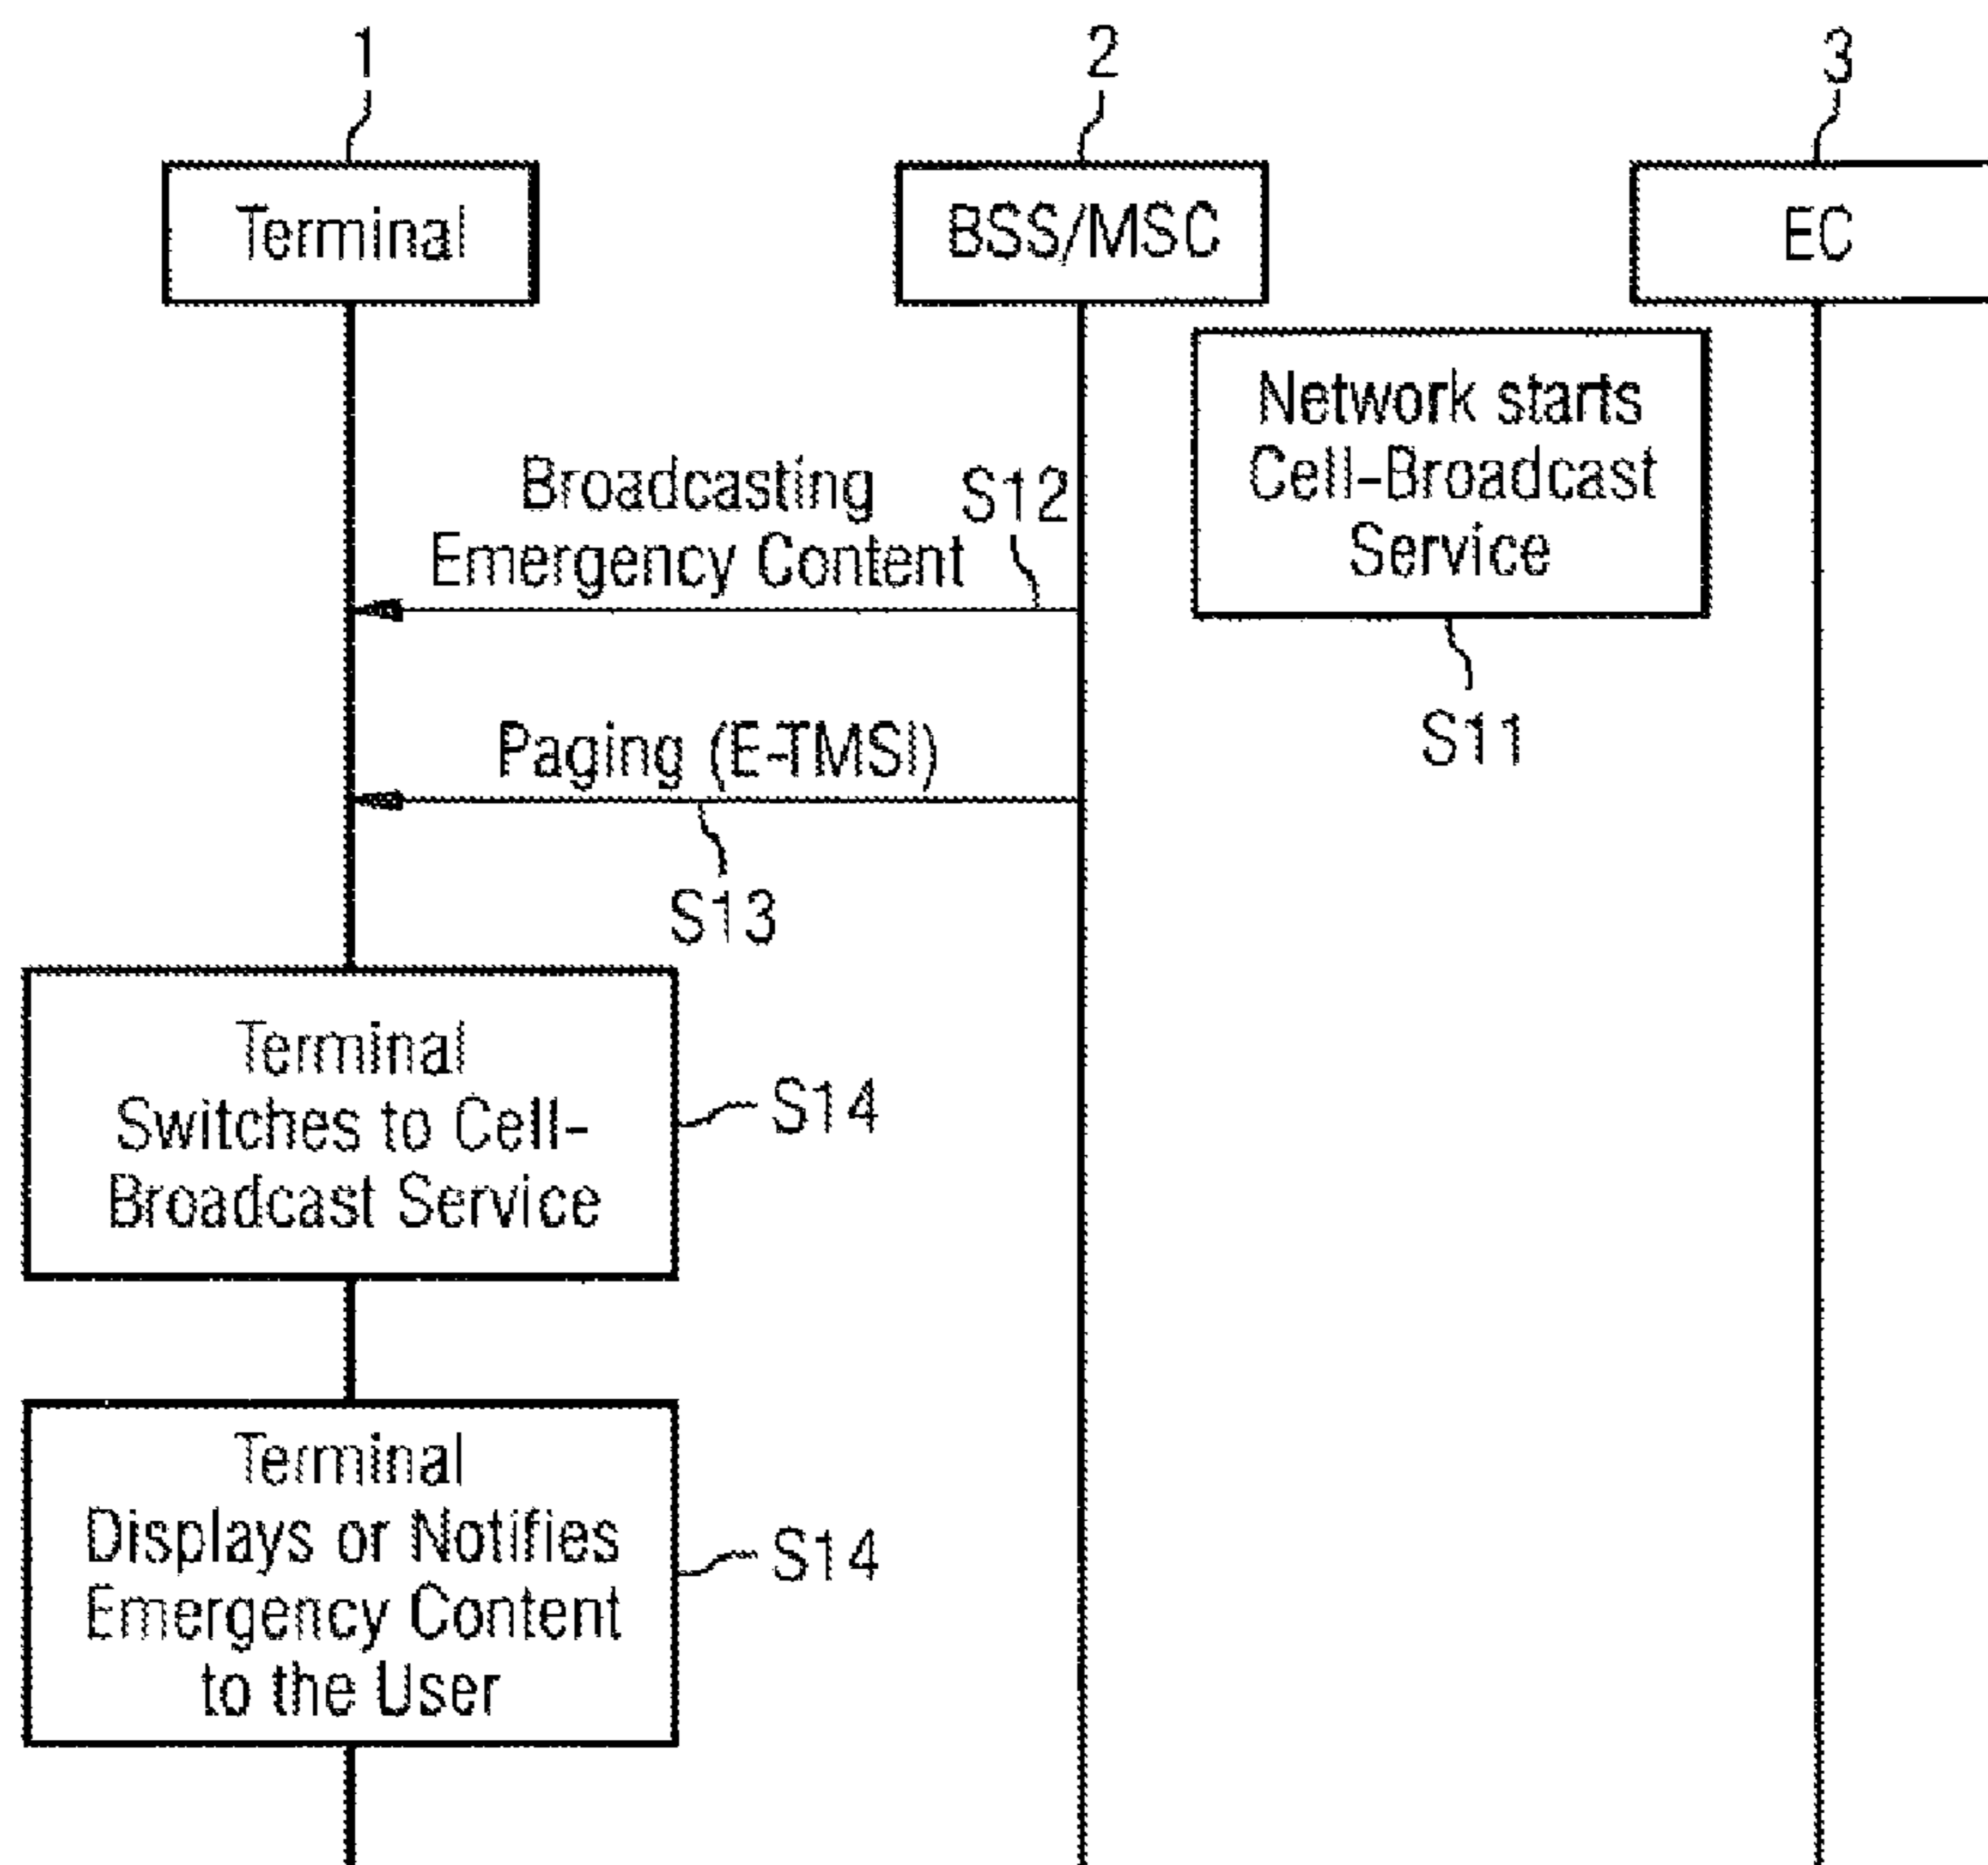 1
2
3
Terminal
BSS/MSC
EC
Network starts
Cell-Broadcast
Service
S11
Broadcasting
Emergency Content
S12
Paging (E-TMSI)
S13
Terminal
Switches to Cell-
Broadcast Service
S14
Terminal
Displays or Notifies
Emergency Content
to the User
S14